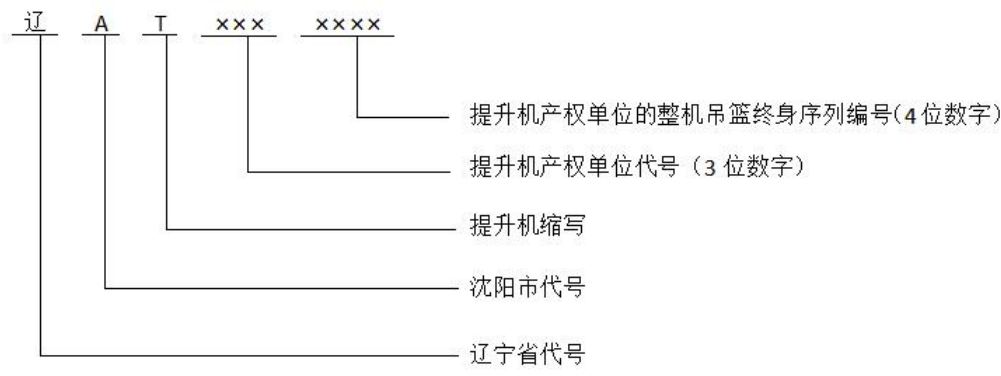 辽 A T ××× ××××
提升机产权单位的整机吊篮终身序列编号(4位数字)
提升机产权单位代号（3位数字）
提升机缩写
沈阳市代号
辽宁省代号